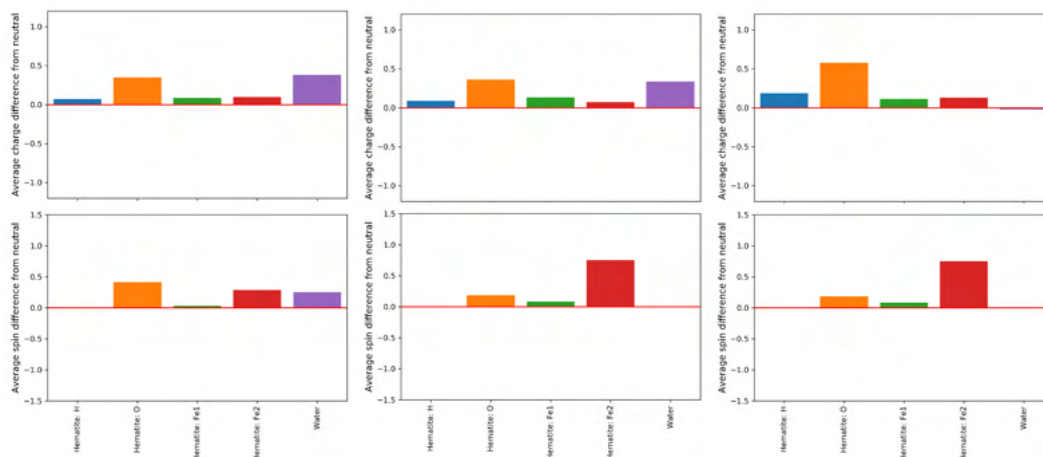 Average charge difference from neutral
1.0
0.5
0.0
−0.5
−1.0
Average charge difference from neutral
1.0
0.5
0.0
−0.5
−1.0
Average charge difference from neutral
1.0
0.5
0.0
−0.5
−1.0
Average spin difference from neutral
1.5
1.0
0.5
0.0
−0.5
−1.0
−1.5
Hematite: H
Hematite: O
Hematite: Fe1
Hematite: Fe2
Water
Average spin difference from neutral
1.5
1.0
0.5
0.0
−0.5
−1.0
−1.5
Hematite: H
Hematite: O
Hematite: Fe1
Hematite: Fe2
Water
Average spin difference from neutral
1.5
1.0
0.5
0.0
−0.5
−1.0
−1.5
Hematite: H
Hematite: O
Hematite: Fe1
Hematite: Fe2
Water